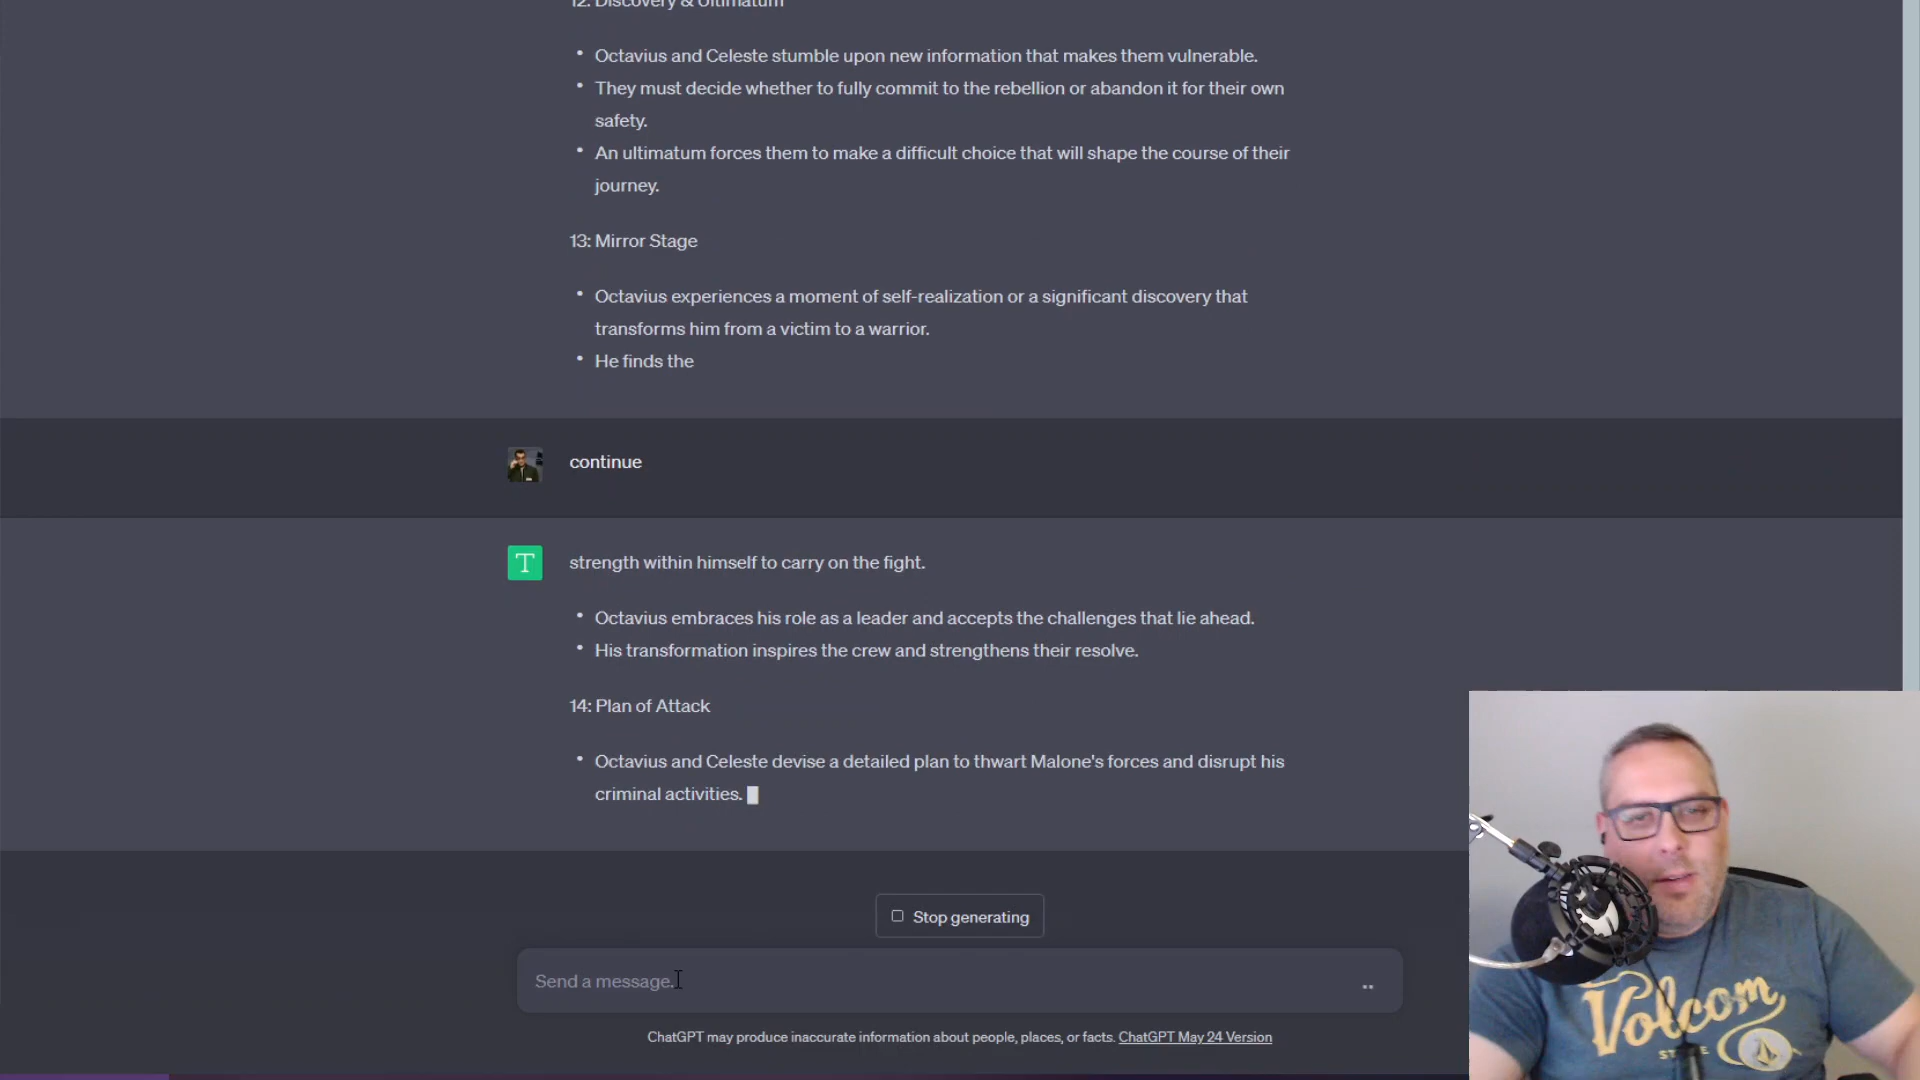 12: Discovery & Ultimatum
• Octavius and Celeste stumble upon new information that makes them vulnerable.
• They must decide whether to fully commit to the rebellion or abandon it for their own
safety.
• An ultimatum forces them to make a difficult choice that will shape the course of their
journey.
13: Mirror Stage
• Octavius experiences a moment of self-realization or a significant discovery that
transforms him from a victim to a warrior.
• He finds the
continue
T
strength within himself to carry on the fight.
• Octavius embraces his role as a leader and accepts the challenges that lie ahead.
• His transformation inspires the crew and strengthens their resolve.
14: Plan of Attack
• Octavius and Celeste devise a detailed plan to thwart Malone's forces and disrupt his
criminal activities.
Stop generating
Send a message.
ChatGPT may produce inaccurate information about people, places, or facts. ChatGPT May 24 Version
Volcom